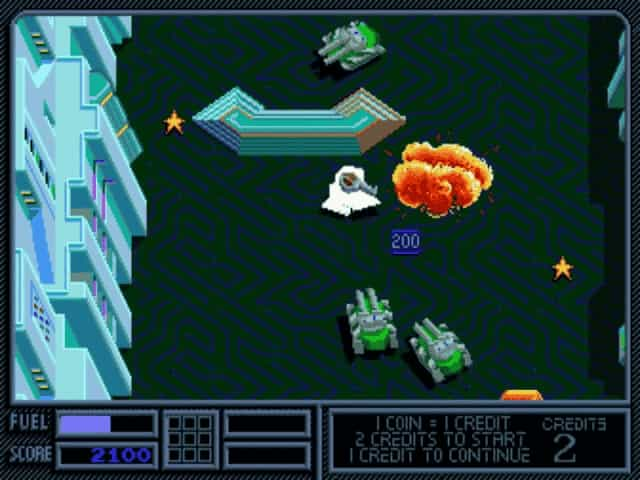 200
FUEL
SCORE 2100
1 COIN = 1 CREDIT
2 CREDITS TO START
1 CREDIT TO CONTINUE
CREDITS
2